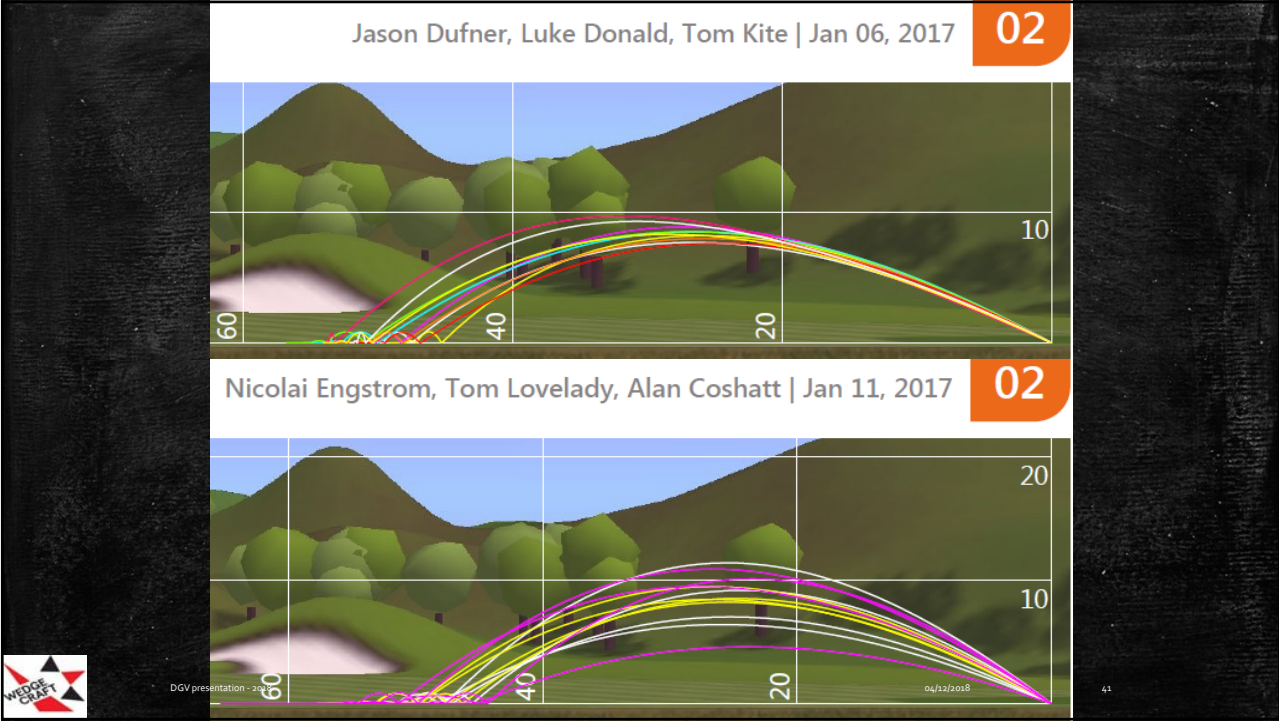 Jason Dufner, Luke Donald, Tom Kite | Jan 06, 2017
02
10
60
40
20
Nicolai Engstrom, Tom Lovelady, Alan Coshatt | Jan 11, 2017
02
20
10
60
40
20
WEDGE
CRAFT
DGV presentation - 2018
04/12/2018
41